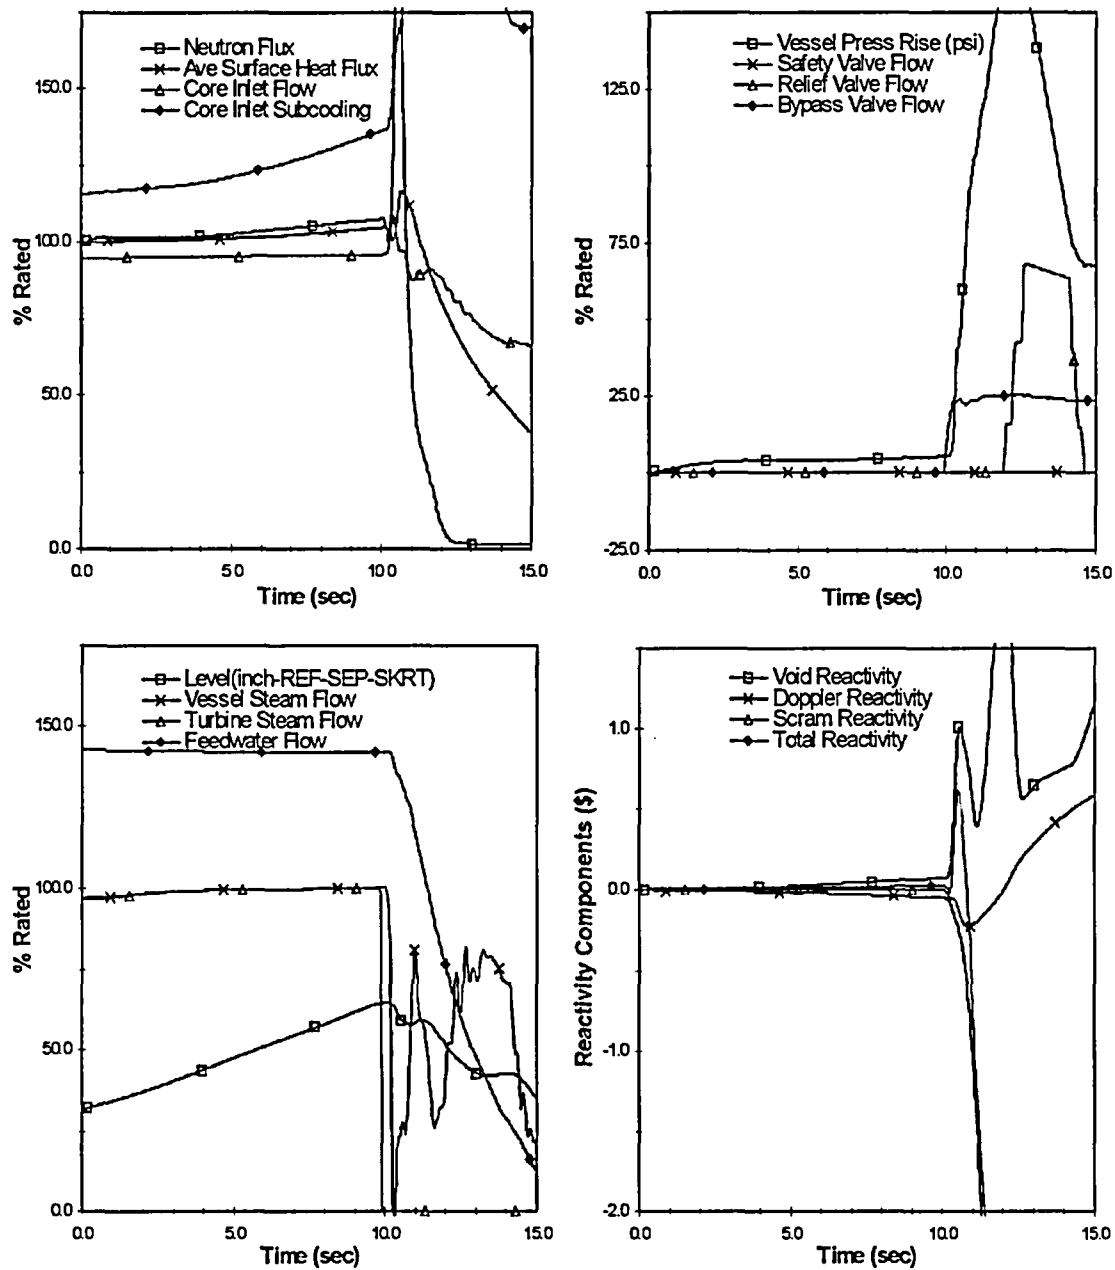 Neutron Flux
Ave Surface Heat Flux
Core Inlet Flow
Core Inlet Subcoding
150.0
100.0
50.0
0.0
% Rated
0.0 5.0 10.0 15.0
Time (sec)
Vessel Press Rise (psi)
Safety Valve Flow
Relief Valve Flow
Bypass Valve Flow
125.0
75.0
25.0
-25.0
% Rated
0.0 5.0 10.0 15.0
Time (sec)
Level(inch-REF-SEP-SKRT)
Vessel Steam Flow
Turbine Steam Flow
Feedwater Flow
150.0
100.0
50.0
0.0
% Rated
0.0 5.0 10.0 15.0
Time (sec)
Void Reactivity
Doppler Reactivity
Scram Reactivity
Total Reactivity
1.0
0.0
-1.0
-2.0
Reactivity Components ($)
0.0 5.0 10.0 15.0
Time (sec)